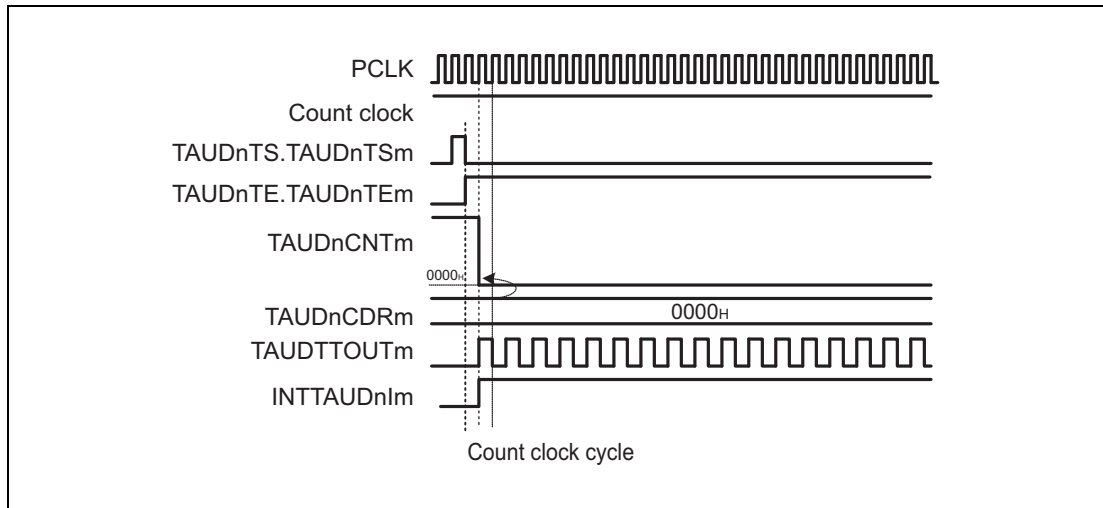 PCLK
Count clock
TAUDnTS.TAUDnTSm
TAUDnTE.TAUDnTEm
TAUDnCNTm
0000H
TAUDnCDRm
0000H
TAUDTTOUTm
INTTAUDnIm
Count clock cycle